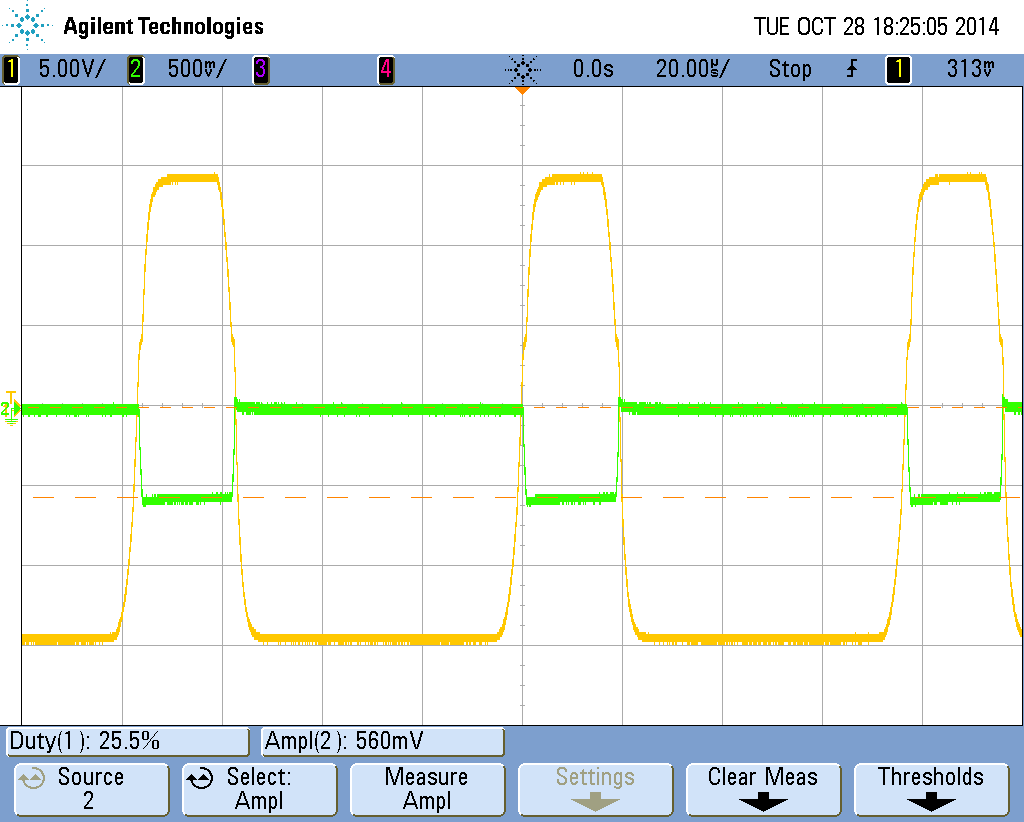 Agilent Technologies TUE OCT 28 18:25:05 2014
1 5.00V/ 2 500mV/ 3 4 0.0s 20.00µs/ Stop 1 313mV
T
2
Duty(1): 25.5% Ampl(2): 560mV
Source Select: Measure Settings Clear Meas Thresholds
2 Ampl Ampl